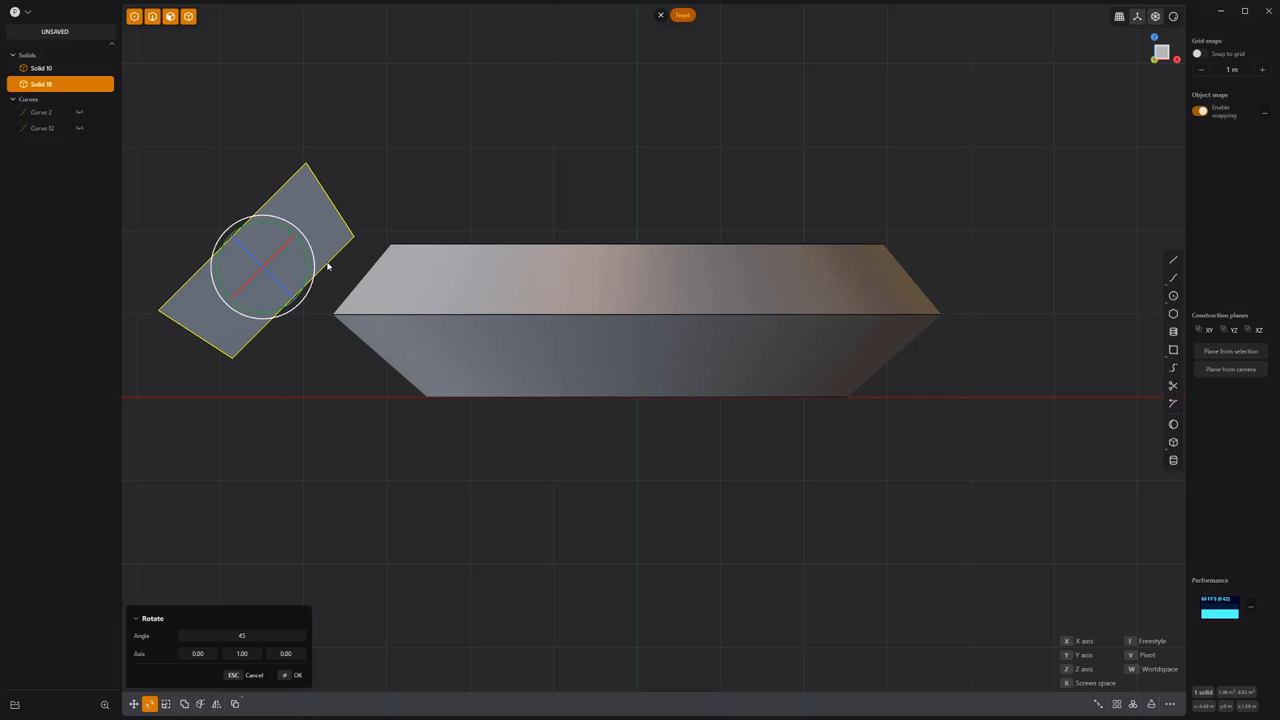 P
UNSAVED
Solids
Solid 10
Solid 18
Curves
Curve 2
Curve 12
Front
Z
Y
X
Grid snaps
Snap to grid
1 m
Object snaps
Enable
snapping
...
Construction planes
XY
YZ
XZ
Plane from selection
Plane from camera
Performance
...
Rotate
Angle
45
Axis
0.00
1.00
0.00
ESC
Cancel
OK
X
X axis
F
Freestyle
Y
Y axis
V
Pivot
Z
Z axis
W
Worldspace
R
Screen space
1 solid